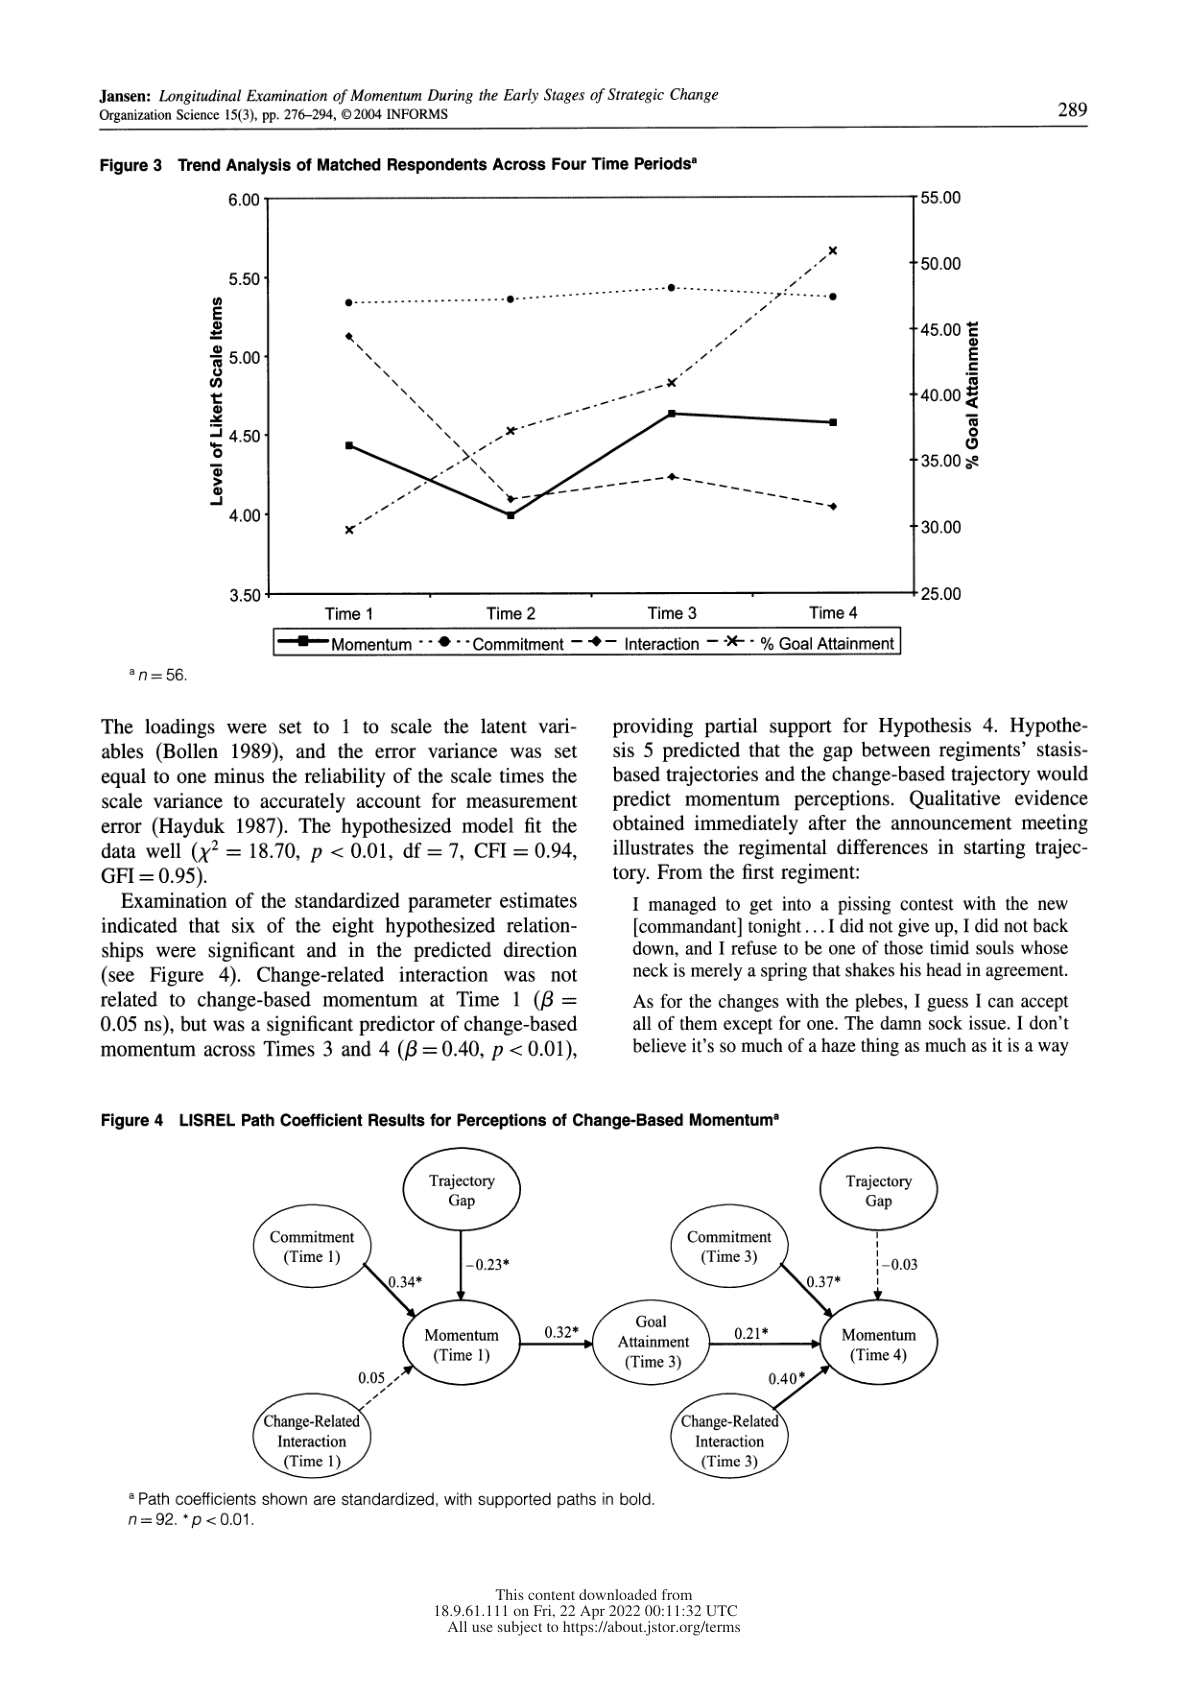 Jansen: Longitudinal Examination of Momentum During the Early Stages of Strategic Change
Organization Science 15(3), pp. 276–294, © 2004 INFORMS
289
Figure 3 Trend Analysis of Matched Respondents Across Four Time Periodsᵃ
6.00
5.50
5.00
4.50
4.00
3.50
Level of Likert Scale Items
55.00
50.00
45.00
40.00
35.00
30.00
25.00
% Goal Attainment
Time 1 Time 2 Time 3 Time 4
Momentum Commitment Interaction % Goal Attainment
ᵃ n = 56.
The loadings were set to 1 to scale the latent vari-
ables (Bollen 1989), and the error variance was set
equal to one minus the reliability of the scale times the
scale variance to accurately account for measurement
error (Hayduk 1987). The hypothesized model fit the
data well (χ² = 18.70, p < 0.01, df = 7, CFI = 0.94,
GFI = 0.95).
Examination of the standardized parameter estimates
indicated that six of the eight hypothesized relation-
ships were significant and in the predicted direction
(see Figure 4). Change-related interaction was not
related to change-based momentum at Time 1 (β =
0.05 ns), but was a significant predictor of change-based
momentum across Times 3 and 4 (β = 0.40, p < 0.01),
providing partial support for Hypothesis 4. Hypothe-
sis 5 predicted that the gap between regiments' stasis-
based trajectories and the change-based trajectory would
predict momentum perceptions. Qualitative evidence
obtained immediately after the announcement meeting
illustrates the regimental differences in starting trajec-
tory. From the first regiment:
I managed to get into a pissing contest with the new
[commandant] tonight . . . I did not give up, I did not back
down, and I refuse to be one of those timid souls whose
neck is merely a spring that shakes his head in agreement.
As for the changes with the plebes, I guess I can accept
all of them except for one. The damn sock issue. I don't
believe it's so much of a haze thing as much as it is a way
Figure 4 LISREL Path Coefficient Results for Perceptions of Change-Based Momentumᵃ
Trajectory
Gap
Commitment
(Time 1)
−0.23*
0.34*
Momentum
(Time 1)
0.32*
0.05
Change-Related
Interaction
(Time 1)
Goal
Attainment
(Time 3)
Trajectory
Gap
Commitment
(Time 3)
−0.03
0.37*
0.21*
Momentum
(Time 4)
0.40*
Change-Related
Interaction
(Time 3)
ᵃ Path coefficients shown are standardized, with supported paths in bold.
n = 92. * p < 0.01.
This content downloaded from
18.9.61.111 on Fri, 22 Apr 2022 00:11:32 UTC
All use subject to https://about.jstor.org/terms